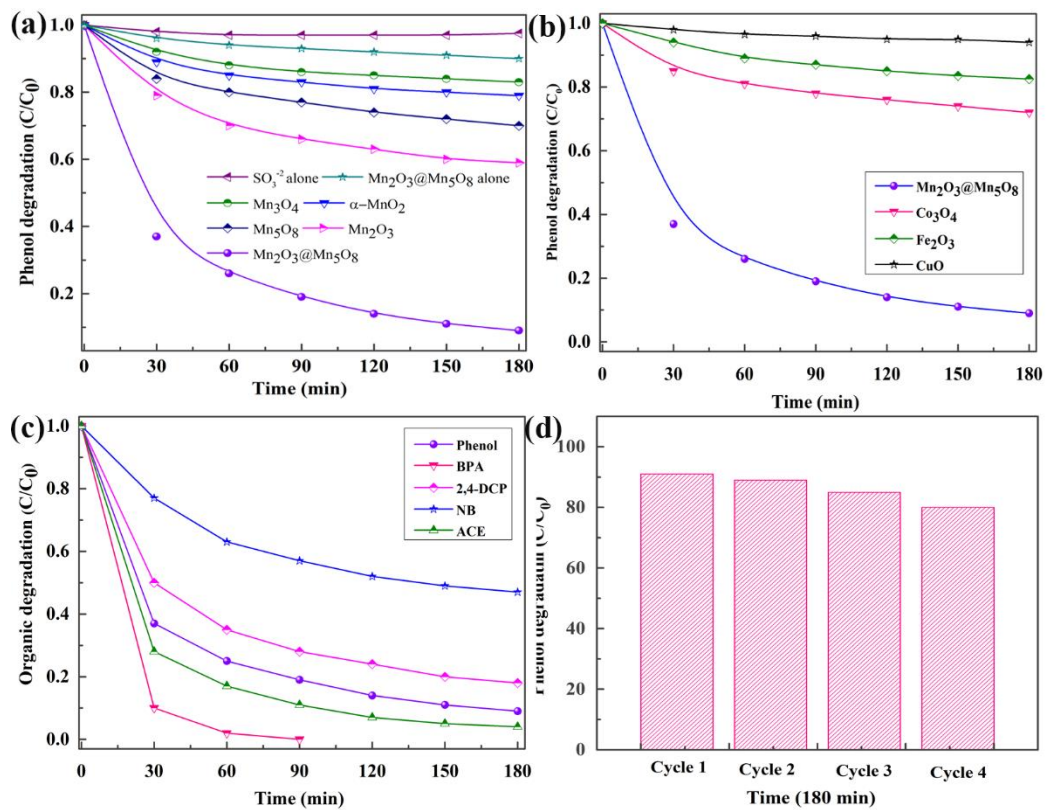 (a)
Phenol degradation (C/C₀)
1.0
0.8
0.6
0.4
0.2
SO₃⁻² alone Mn₂O₃@Mn₅O₈ alone
Mn₃O₄ α−MnO₂
Mn₅O₈ Mn₂O₃
Mn₂O₃@Mn₅O₈
0 30 60 90 120 150 180
Time (min)
(b)
Phenol degradation (C/C₀)
1.0
0.8
0.6
0.4
0.2
0.0
Mn₂O₃@Mn₅O₈
Co₃O₄
Fe₂O₃
CuO
0 30 60 90 120 150 180
Time (min)
(c)
Organic degradation (C/C₀)
1.0
0.8
0.6
0.4
0.2
0.0
Phenol
BPA
2,4-DCP
NB
ACE
0 30 60 90 120 150 180
Time (min)
(d)
100
80
60
40
20
0
Cycle 1 Cycle 2 Cycle 3 Cycle 4
Time (180 min)